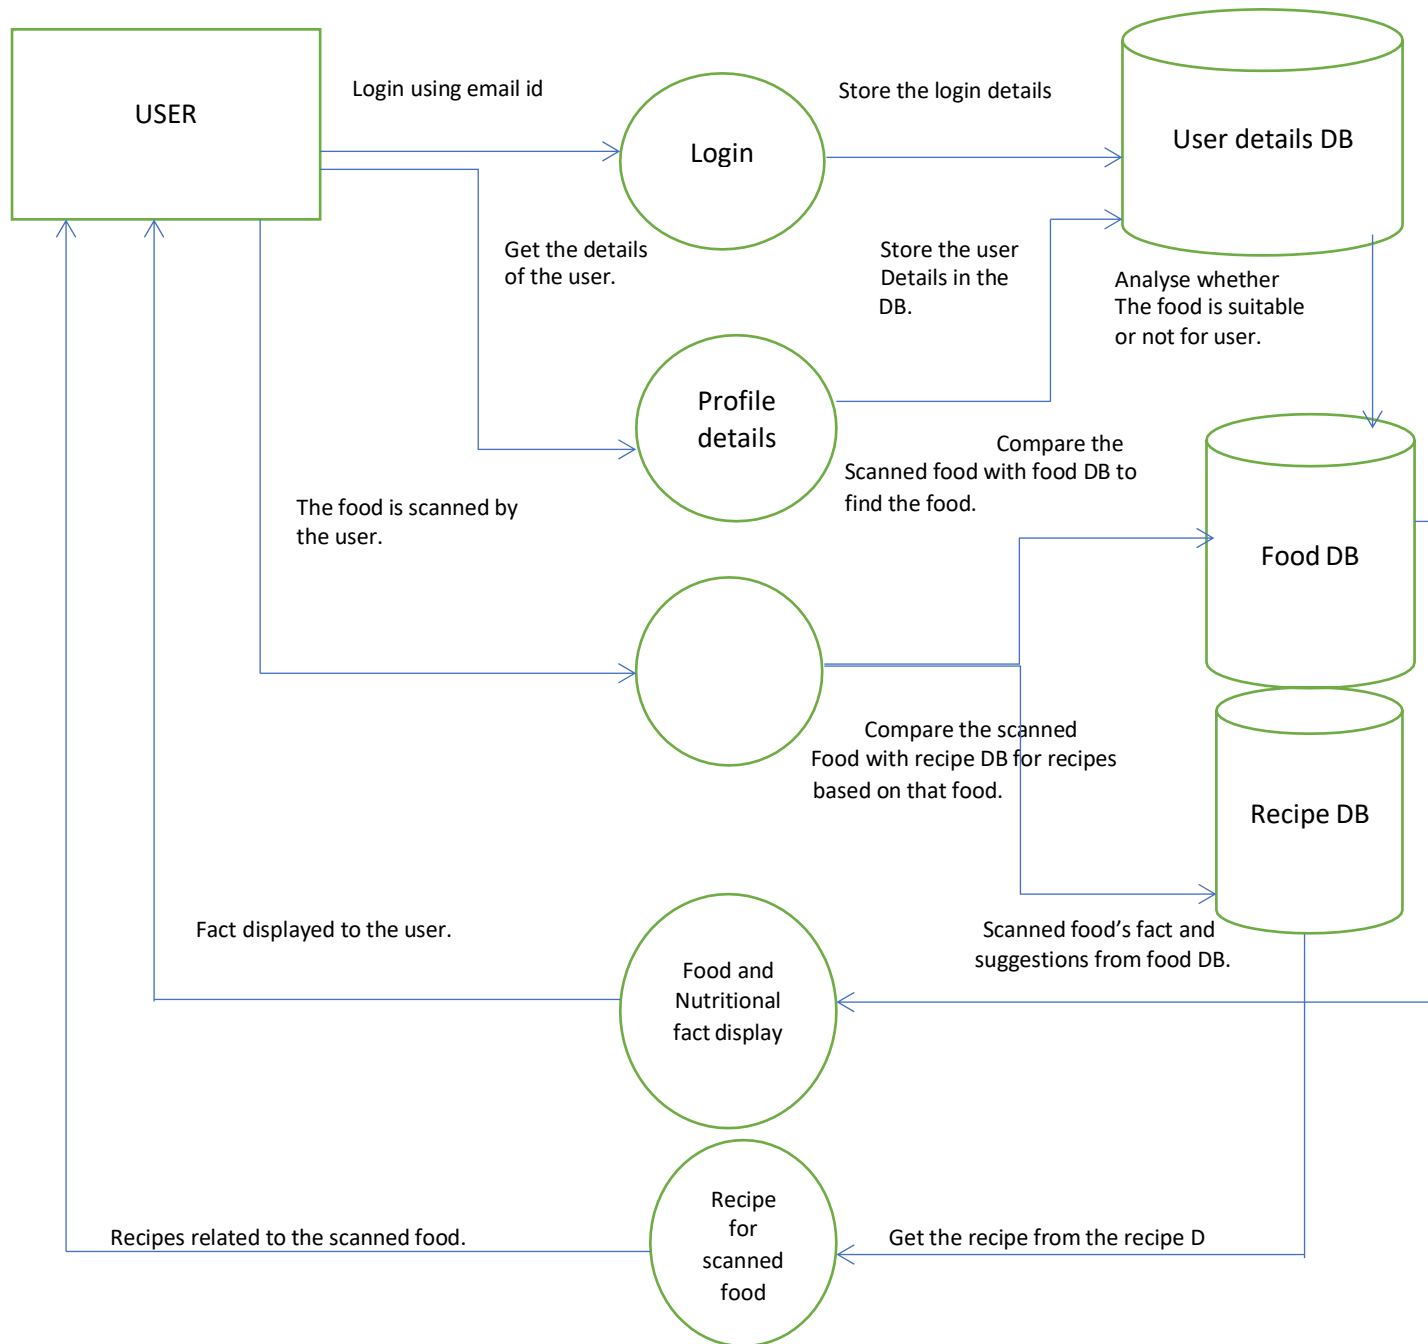 USER
Login using email id
Login
Store the login details
User details DB
Get the details
of the user.
Store the user
Details in the
DB.
Analyse whether
The food is suitable
or not for user.
Profile
details
Compare the
Scanned food with food DB to
find the food.
The food is scanned by
the user.
Food DB
Compare the scanned
Food with recipe DB for recipes
based on that food.
Recipe DB
Fact displayed to the user.
Food and
Nutritional
fact display
Scanned food’s fact and
suggestions from food DB.
Recipes related to the scanned food.
Recipe
for
scanned
food
Get the recipe from the recipe D